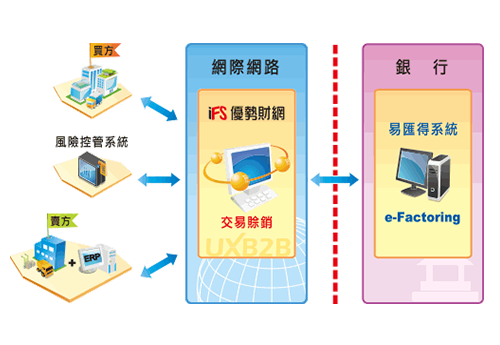 買方
風險控管系統
賣方
ERP
網際網路
iFS 優勢財網
交易賒銷
UXB2B
銀 行
易匯得系統
e-Factoring